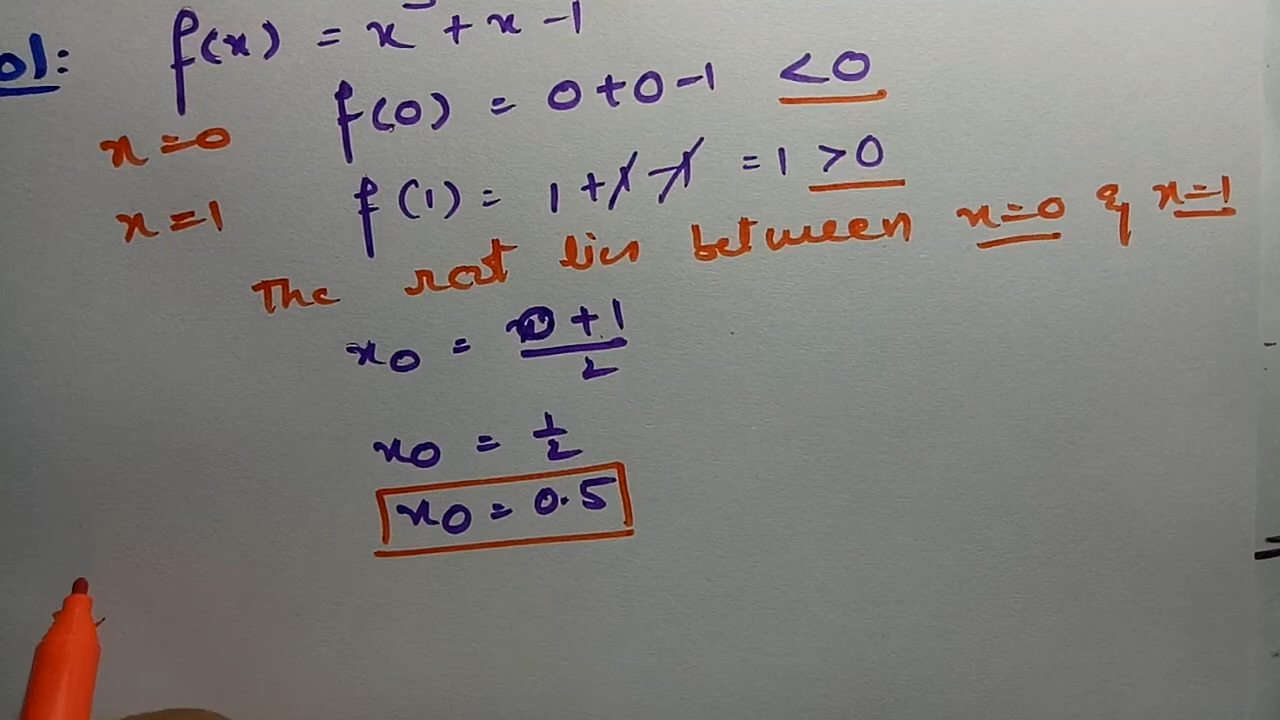 ol: f(x) = x + x - 1
x=0 f(0) = 0+0-1 <0
x=1 f(1) = 1+1-1 = 1 >0
The root lies between x=0 & x=1
x0 = 0+1/2
x0 = 1/2
x0 = 0.5